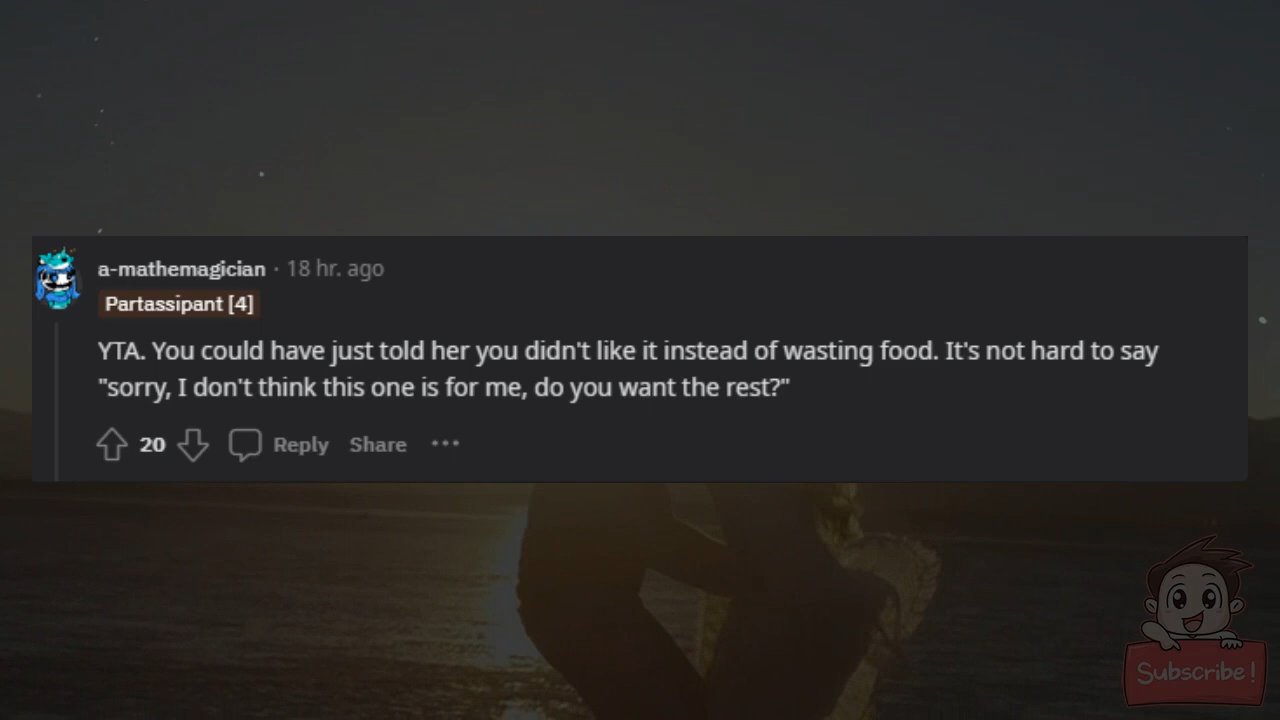 a-mathemagician · 18 hr. ago
Partassipant [4]
YTA. You could have just told her you didn't like it instead of wasting food. It's not hard to say
"sorry, I don't think this one is for me, do you want the rest?"
20 Reply Share ···
Subscribe!